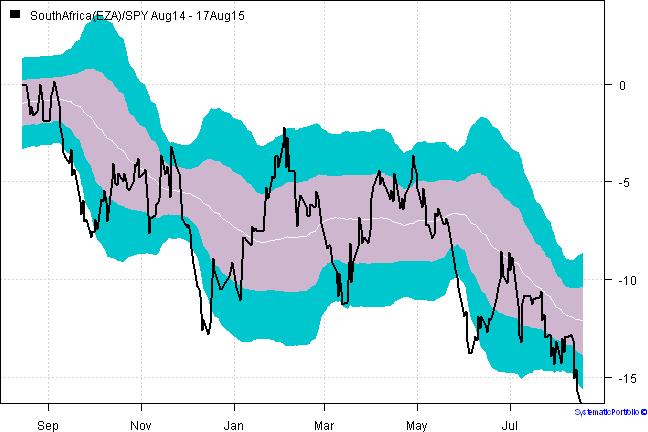 SouthAfrica(EZA)/SPY Aug14 - 17Aug15
0
-5
-10
-15
Sep Nov Jan Mar May Jul
SystematicPortfolio ©